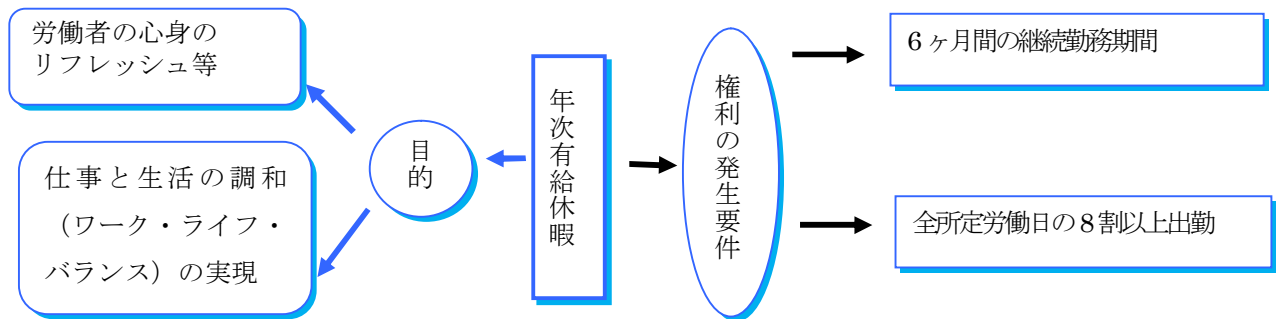 労働者の心身の
リフレッシュ等
仕事と生活の調和
（ワーク・ライフ・
バランス）の実現
目的
年次有給休暇
権利の発生要件
６ヶ月間の継続勤務期間
全所定労働日の８割以上出勤